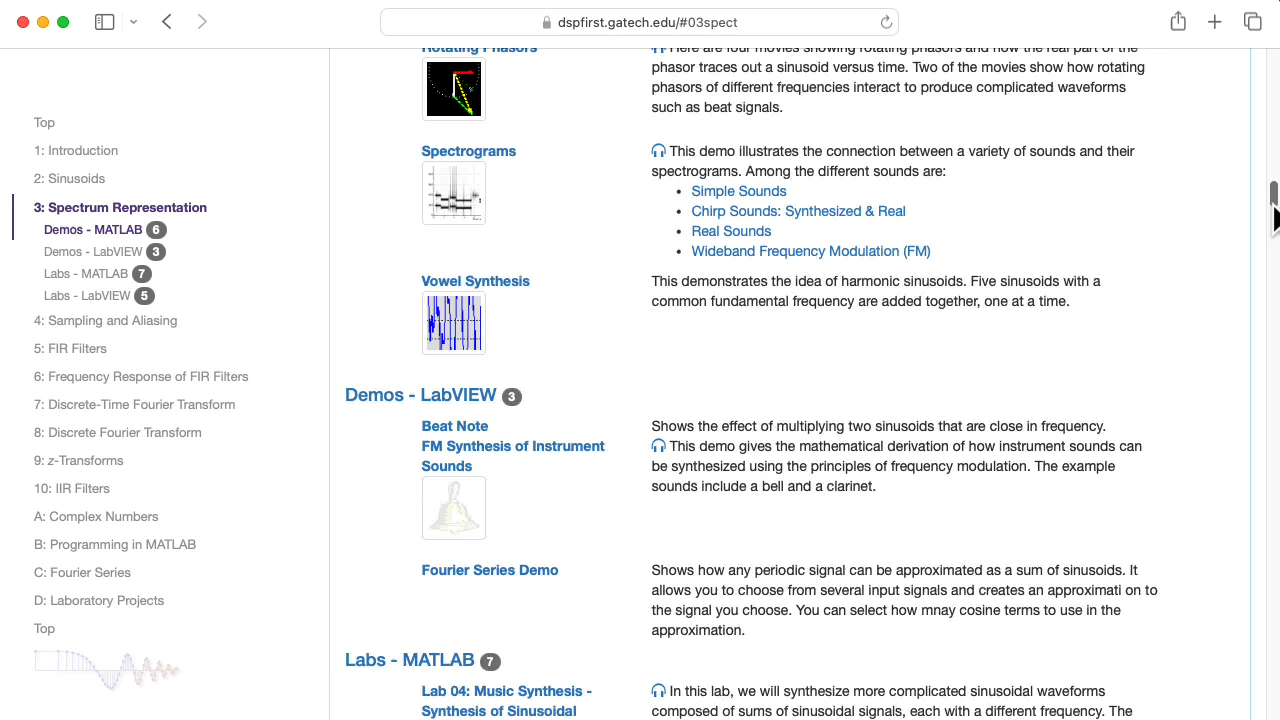 dspfirst.gatech.edu/#03spect
Top
1: Introduction
2: Sinusoids
3: Spectrum Representation
Demos - MATLAB 6
Demos - LabVIEW 3
Labs - MATLAB 7
Labs - LabVIEW 5
4: Sampling and Aliasing
5: FIR Filters
6: Frequency Response of FIR Filters
7: Discrete-Time Fourier Transform
8: Discrete Fourier Transform
9: z-Transforms
10: IIR Filters
A: Complex Numbers
B: Programming in MATLAB
C: Fourier Series
D: Laboratory Projects
Top
Rotating Phasors
Here are four movies showing rotating phasors and how the real part of the
phasor traces out a sinusoid versus time. Two of the movies show how rotating
phasors of different frequencies interact to produce complicated waveforms
such as beat signals.
Spectrograms
This demo illustrates the connection between a variety of sounds and their
spectrograms. Among the different sounds are:
• Simple Sounds
• Chirp Sounds: Synthesized & Real
• Real Sounds
• Wideband Frequency Modulation (FM)
Vowel Synthesis
This demonstrates the idea of harmonic sinusoids. Five sinusoids with a
common fundamental frequency are added together, one at a time.
Demos - LabVIEW 3
Beat Note
Shows the effect of multiplying two sinusoids that are close in frequency.
FM Synthesis of Instrument
Sounds
This demo gives the mathematical derivation of how instrument sounds can
be synthesized using the principles of frequency modulation. The example
sounds include a bell and a clarinet.
Fourier Series Demo
Shows how any periodic signal can be approximated as a sum of sinusoids. It
allows you to choose from several input signals and creates an approximati on to
the signal you choose. You can select how mnay cosine terms to use in the
approximation.
Labs - MATLAB 7
Lab 04: Music Synthesis -
Synthesis of Sinusoidal
In this lab, we will synthesize more complicated sinusoidal waveforms
composed of sums of sinusoidal signals, each with a different frequency. The